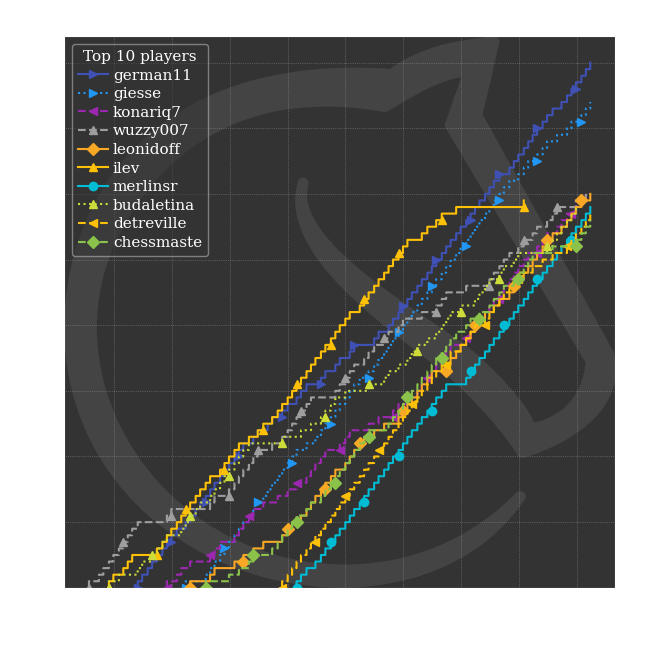 Top 10 players
german11
giesse
konariq7
wuzzy007
leonidoff
ilev
merlinsr
budaletina
detreville
chessmaste